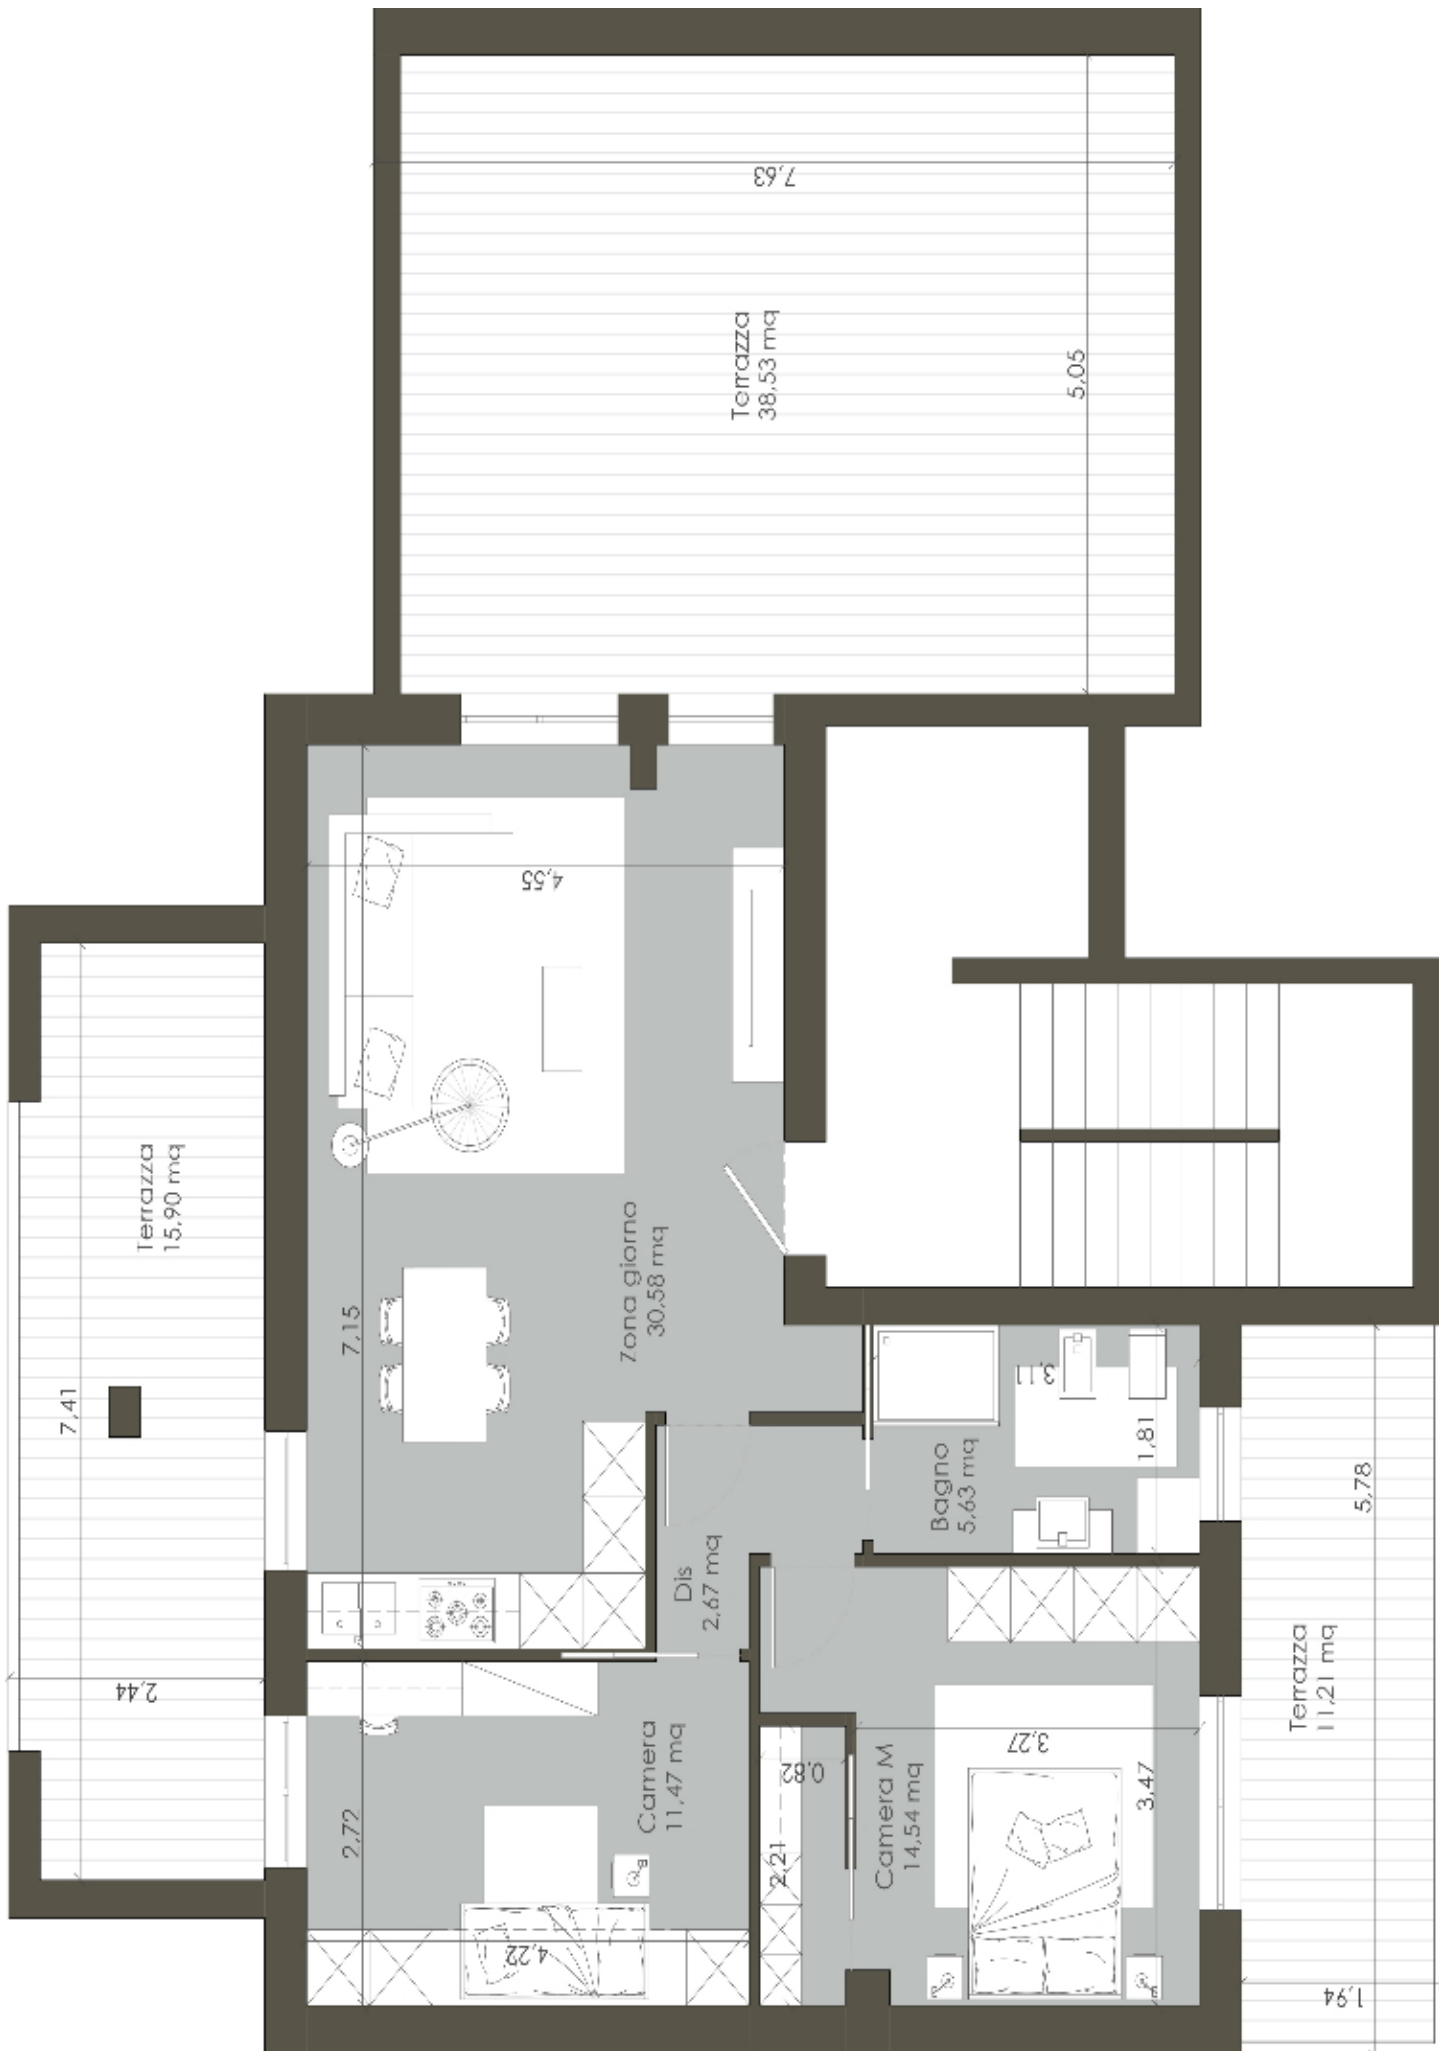 7,63
Terrazza
38,53 mq
5,05
4,55
Terrazza
15,90 mq
7,41
7,15
Zona giorno
30,58 mq
3,11
1,81
Bagno
5,63 mq
5,78
Dis
2,67 mq
2,44
Terrazza
11,21 mq
2,72
Camera
11,47 mq
0,82
2,21
Camera M
14,54 mq
3,27
3,47
4,22
1,94